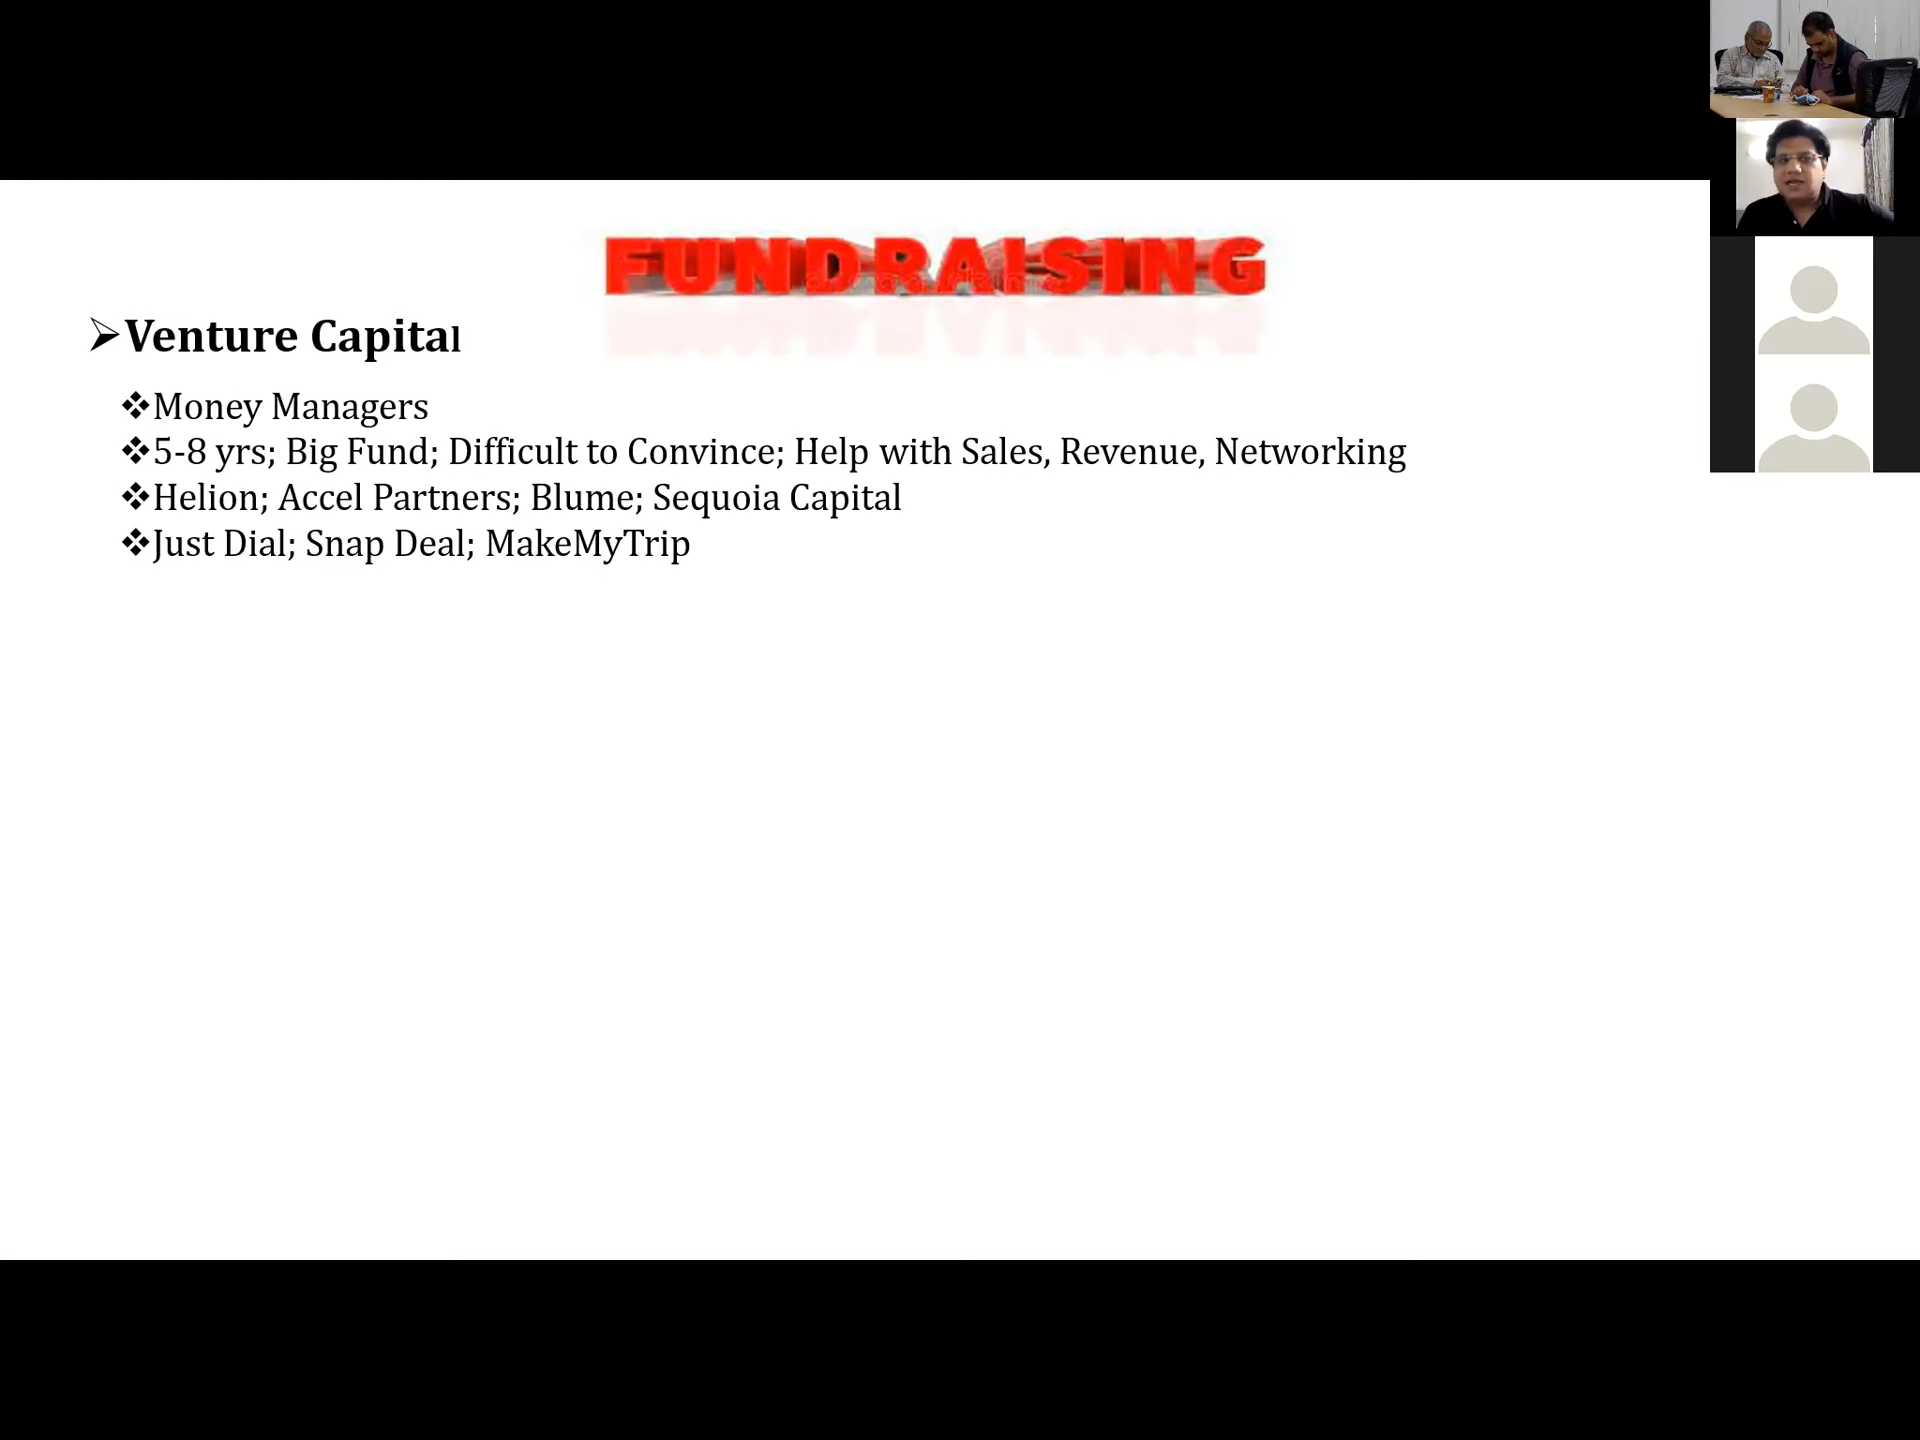 FUNDRAISING
➢Venture Capital
❖Money Managers
❖5-8 yrs; Big Fund; Difficult to Convince; Help with Sales, Revenue, Networking
❖Helion; Accel Partners; Blume; Sequoia Capital
❖Just Dial; Snap Deal; MakeMyTrip